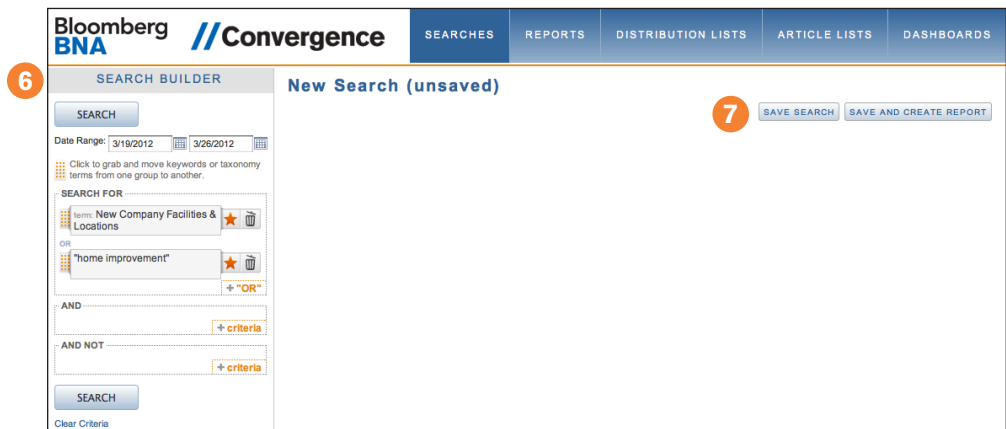 Bloomberg
BNA
//Convergence
SEARCHES
REPORTS
DISTRIBUTION LISTS
ARTICLE LISTS
DASHBOARDS
6
SEARCH BUILDER
SEARCH
Date Range: 3/19/2012 3/26/2012
Click to grab and move keywords or taxonomy
terms from one group to another.
SEARCH FOR
term: New Company Facilities &
Locations
OR
"home improvement"
+ "OR"
AND
+ criteria
AND NOT
+ criteria
SEARCH
Clear Criteria
New Search (unsaved)
7
SAVE SEARCH
SAVE AND CREATE REPORT